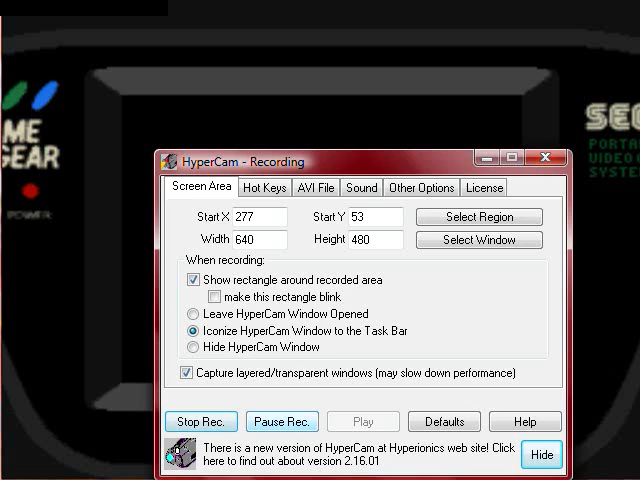 HyperCam - Recording
Screen Area Hot Keys AVI File Sound Other Options License
Start X 277 Start Y 53 Select Region
Width 640 Height 480 Select Window
When recording:
Show rectangle around recorded area
make this rectangle blink
Leave HyperCam Window Opened
Iconize HyperCam Window to the Task Bar
Hide HyperCam Window
Capture layered/transparent windows (may slow down performance)
Stop Rec. Pause Rec. Play Defaults Help
There is a new version of HyperCam at Hyperionics web site! Click
here to find out about version 2.16.01
Hide
ME
GEAR
POWER
SEG
PORTA
VIDEO
SYSTE